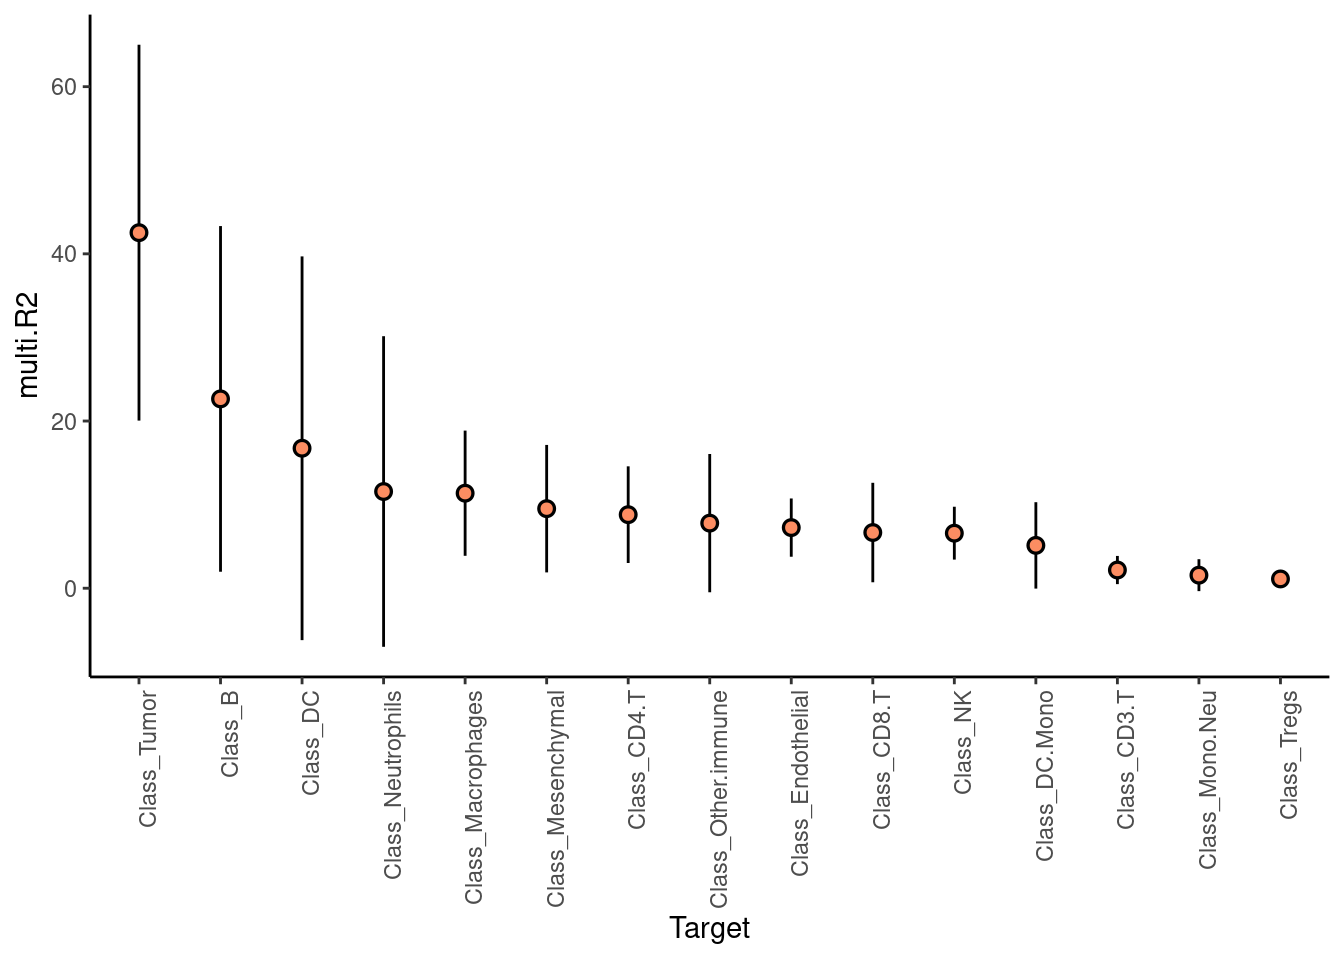 multi.R2
60
40
20
0
Class_Tumor
Class_B
Class_DC
Class_Neutrophils
Class_Macrophages
Class_Mesenchymal
Class_CD4.T
Class_Other.immune
Class_Endothelial
Class_CD8.T
Class_NK
Class_DC.Mono
Class_CD3.T
Class_Mono.Neu
Class_Tregs
Target